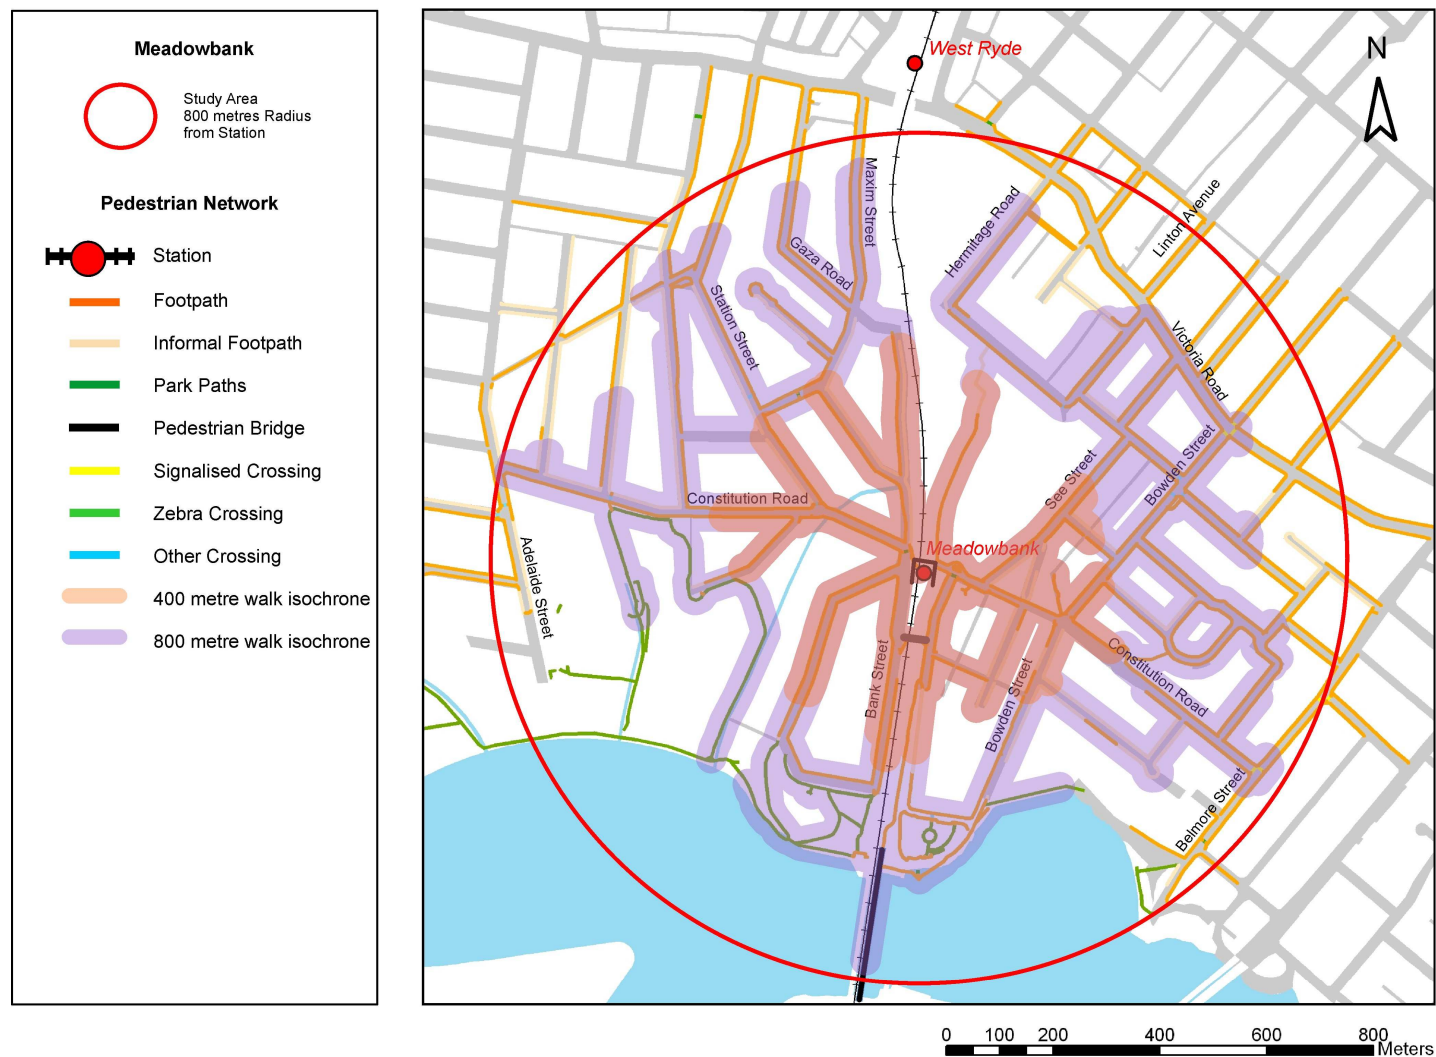 Meadowbank
Study Area
800 metres Radius
from Station
Pedestrian Network
Station
Footpath
Informal Footpath
Park Paths
Pedestrian Bridge
Signalised Crossing
Zebra Crossing
Other Crossing
400 metre walk isochrone
800 metre walk isochrone
West Ryde
N
Maxim Street
Hermitage Road
Linton Avenue
Gaza Road
Station Street
Victoria Road
See Street
Bowden Street
Constitution Road
Meadowbank
Adelaide Street
Bank Street
Bowden Street
Constitution Road
Belmore Street
0 100 200 400 600 800
Meters